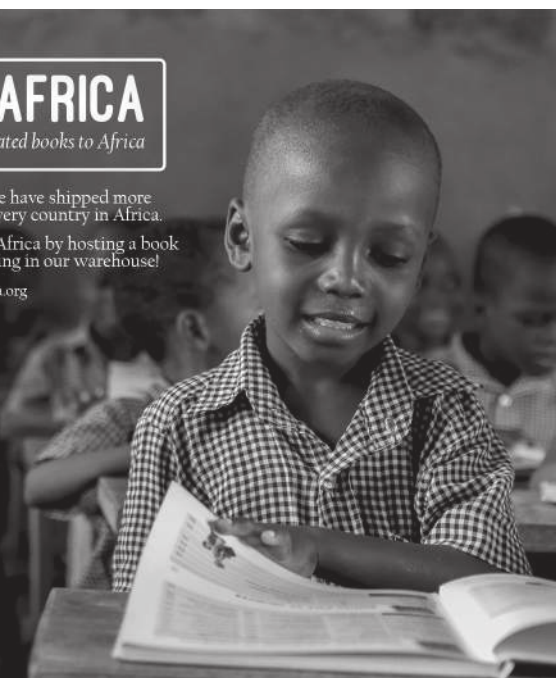 AFRICA
ated books to Africa
e have shipped more
very country in Africa.
Africa by hosting a book
ing in our warehouse!
.org